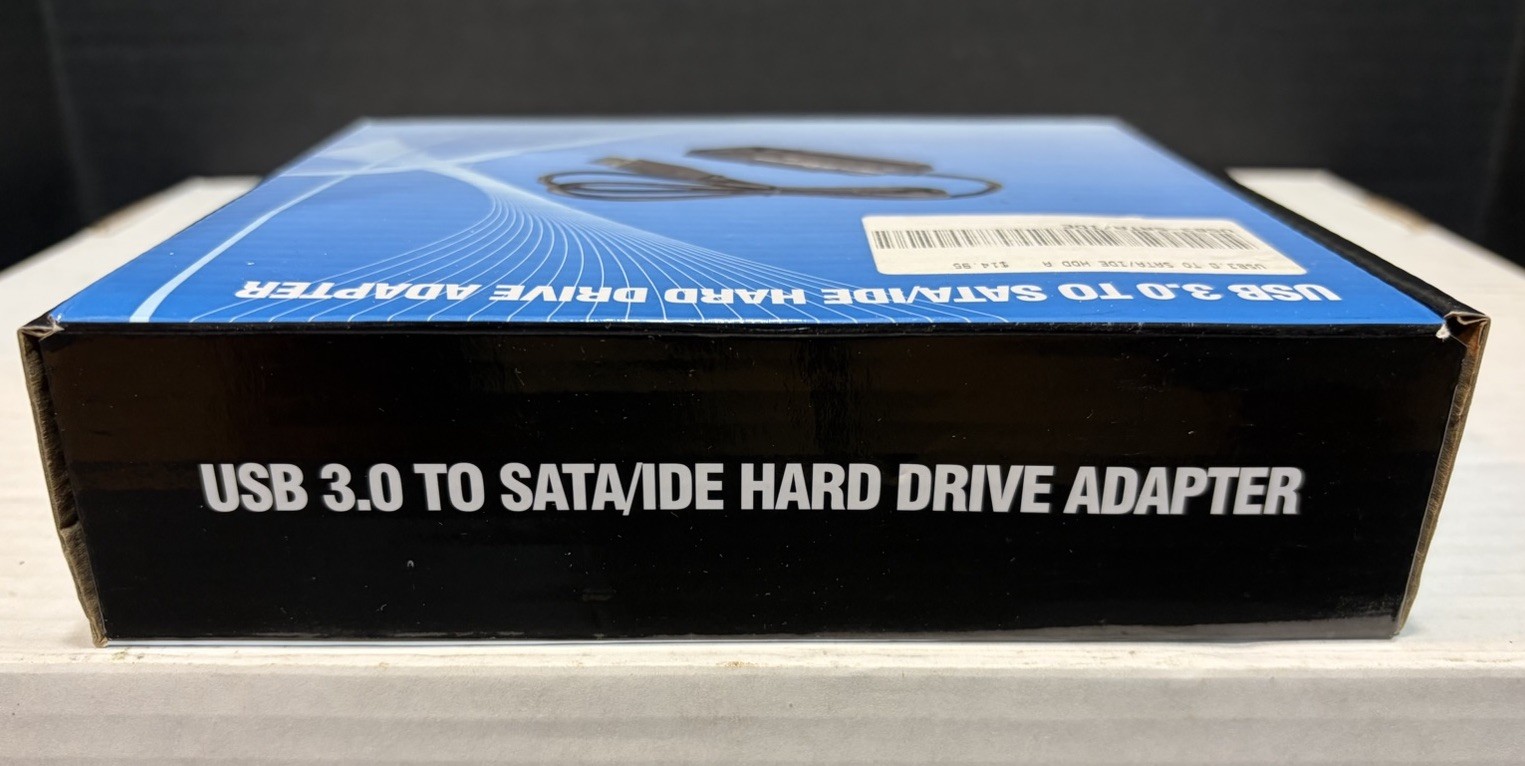 USB 3.0 TO SATA/IDE HARD DRIVE ADAPTER
USB3.0 TO SATA/IDE HDD A $14.95
USB 3.0 TO SATA/IDE HARD DRIVE ADAPTER